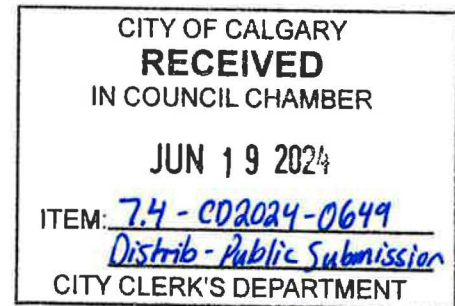 CITY OF CALGARY
RECEIVED
IN COUNCIL CHAMBER
JUN 19 2024
ITEM: 7.4 - CD2024-0649
Distrib - Public Submission
CITY CLERK'S DEPARTMENT